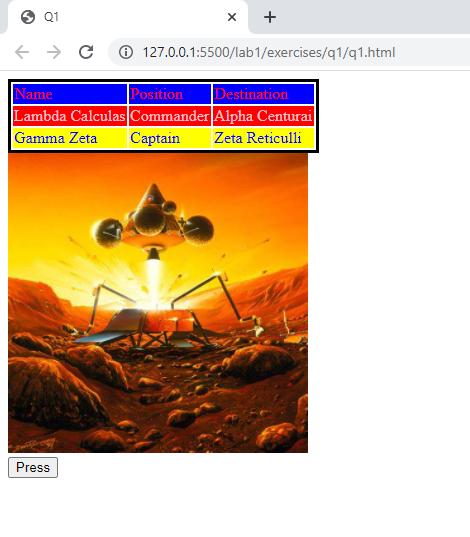 Q1
127.0.0.1:5500/lab1/exercises/q1/q1.html
Name Position Destination
Lambda Calculas Commander Alpha Centurai
Gamma Zeta Captain Zeta Reticulli
Press